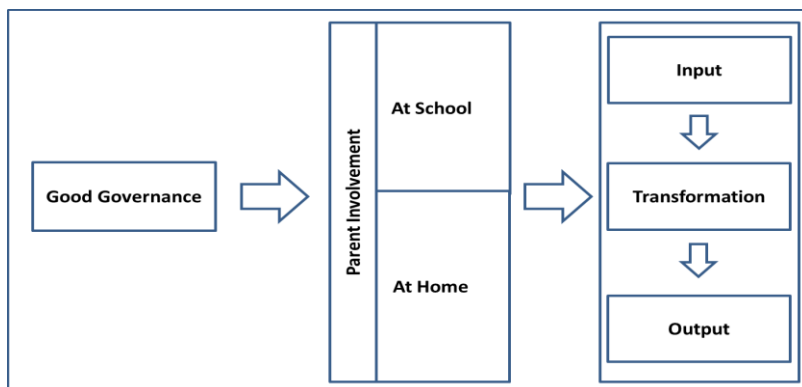 Good Governance
Parent Involvement
At School
At Home
Input
Transformation
Output